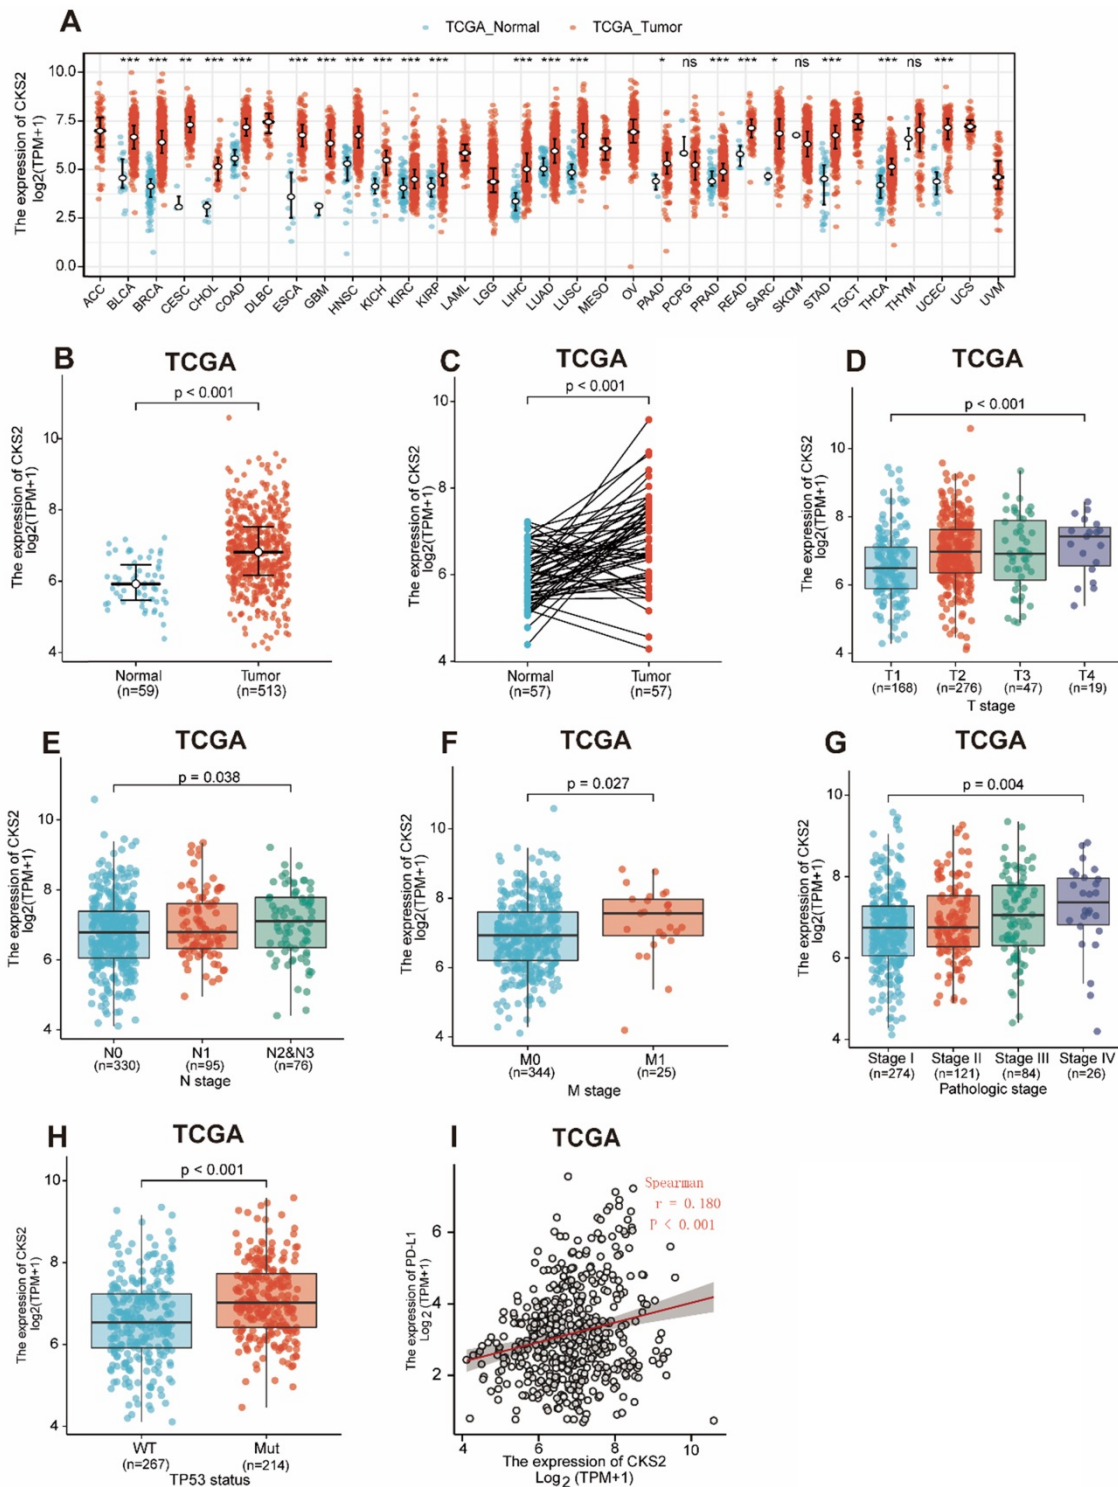 A
TCGA_Normal TCGA_Tumor
*** *** ** *** *** *** *** *** *** *** *** *** *** *** * ns *** *** * ns *** *** ns ***
The expression of CKS2
log2(TPM+1)
10.0
7.5
5.0
2.5
0.0
ACC BLCA BRCA CESC CHOL COAD DLBC ESCA GBM HNSC KICH KIRC KIRP LAML LGG LIHC LUAD LUSC MESO OV PAAD PCPG PRAD READ SARC SKCM STAD TGCT THCA THYM UCEC UCS UVM
B
TCGA
p < 0.001
The expression of CKS2
log2(TPM+1)
10
8
6
4
Normal Tumor
(n=59) (n=513)
C
TCGA
p < 0.001
The expression of CKS2
log2(TPM+1)
10
8
6
4
Normal Tumor
(n=57) (n=57)
D
TCGA
p < 0.001
The expression of CKS2
log2(TPM+1)
10
8
6
4
T1 T2 T3 T4
(n=168) (n=276) (n=47) (n=19)
T stage
E
TCGA
p = 0.038
The expression of CKS2
log2(TPM+1)
10
8
6
4
N0 N1 N2&N3
(n=330) (n=95) (n=76)
N stage
F
TCGA
p = 0.027
The expression of CKS2
log2(TPM+1)
10
8
6
4
M0 M1
(n=344) (n=25)
M stage
G
TCGA
p = 0.004
The expression of CKS2
log2(TPM+1)
10
8
6
4
Stage I Stage II Stage III Stage IV
(n=274) (n=121) (n=84) (n=26)
Pathologic stage
H
TCGA
p < 0.001
The expression of CKS2
log2(TPM+1)
10
8
6
4
WT Mut
(n=267) (n=214)
TP53 status
I
TCGA
Spearman
r = 0.180
P < 0.001
The expression of PD-L1
Log2 (TPM+1)
6
4
2
4 6 8 10
The expression of CKS2
Log2 (TPM+1)